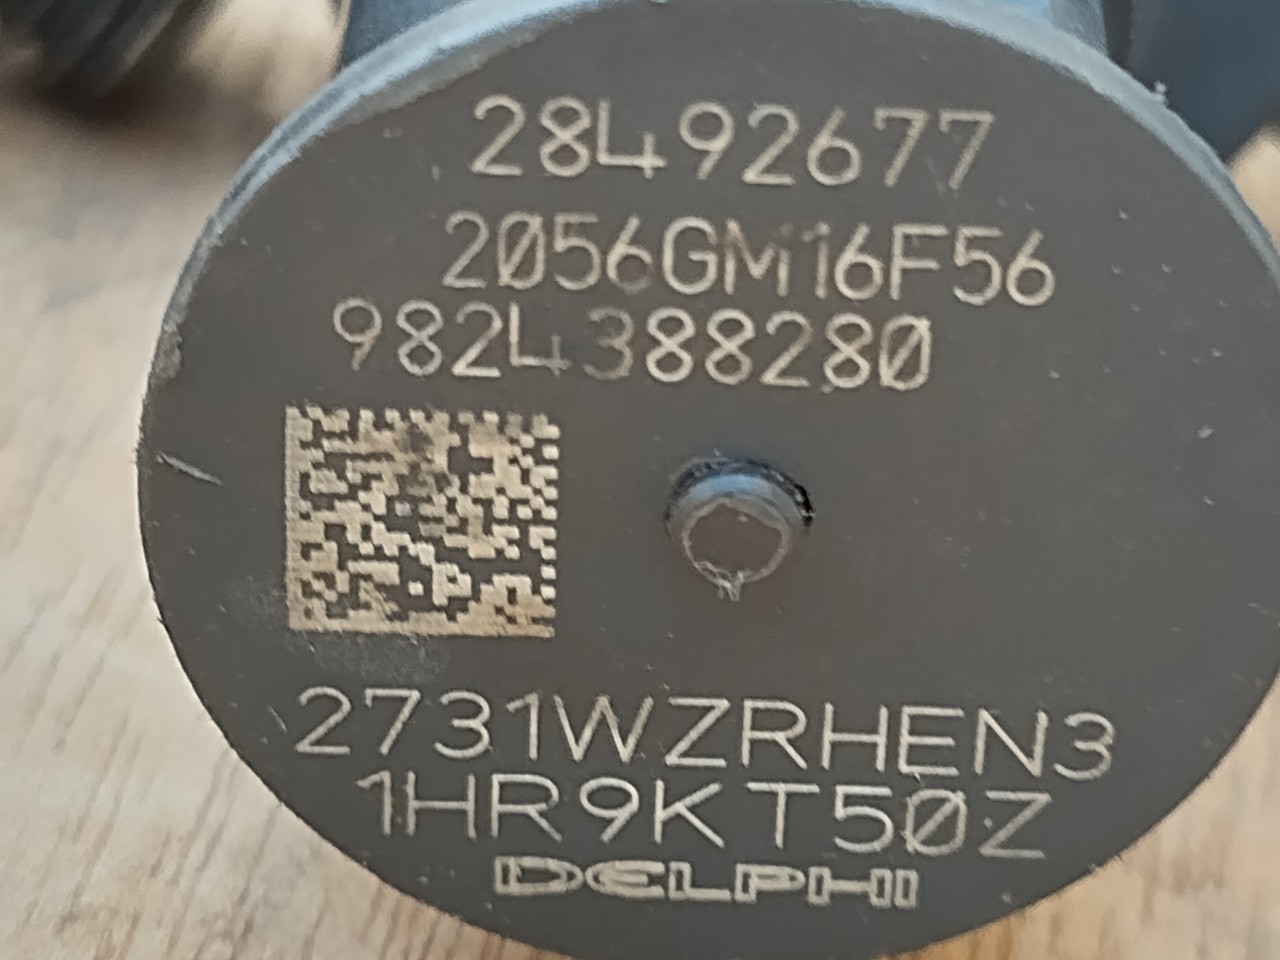 28492677
2056GM16F56
9824388280
2731WZRHEN3
1HR9KT50Z
DELPHI